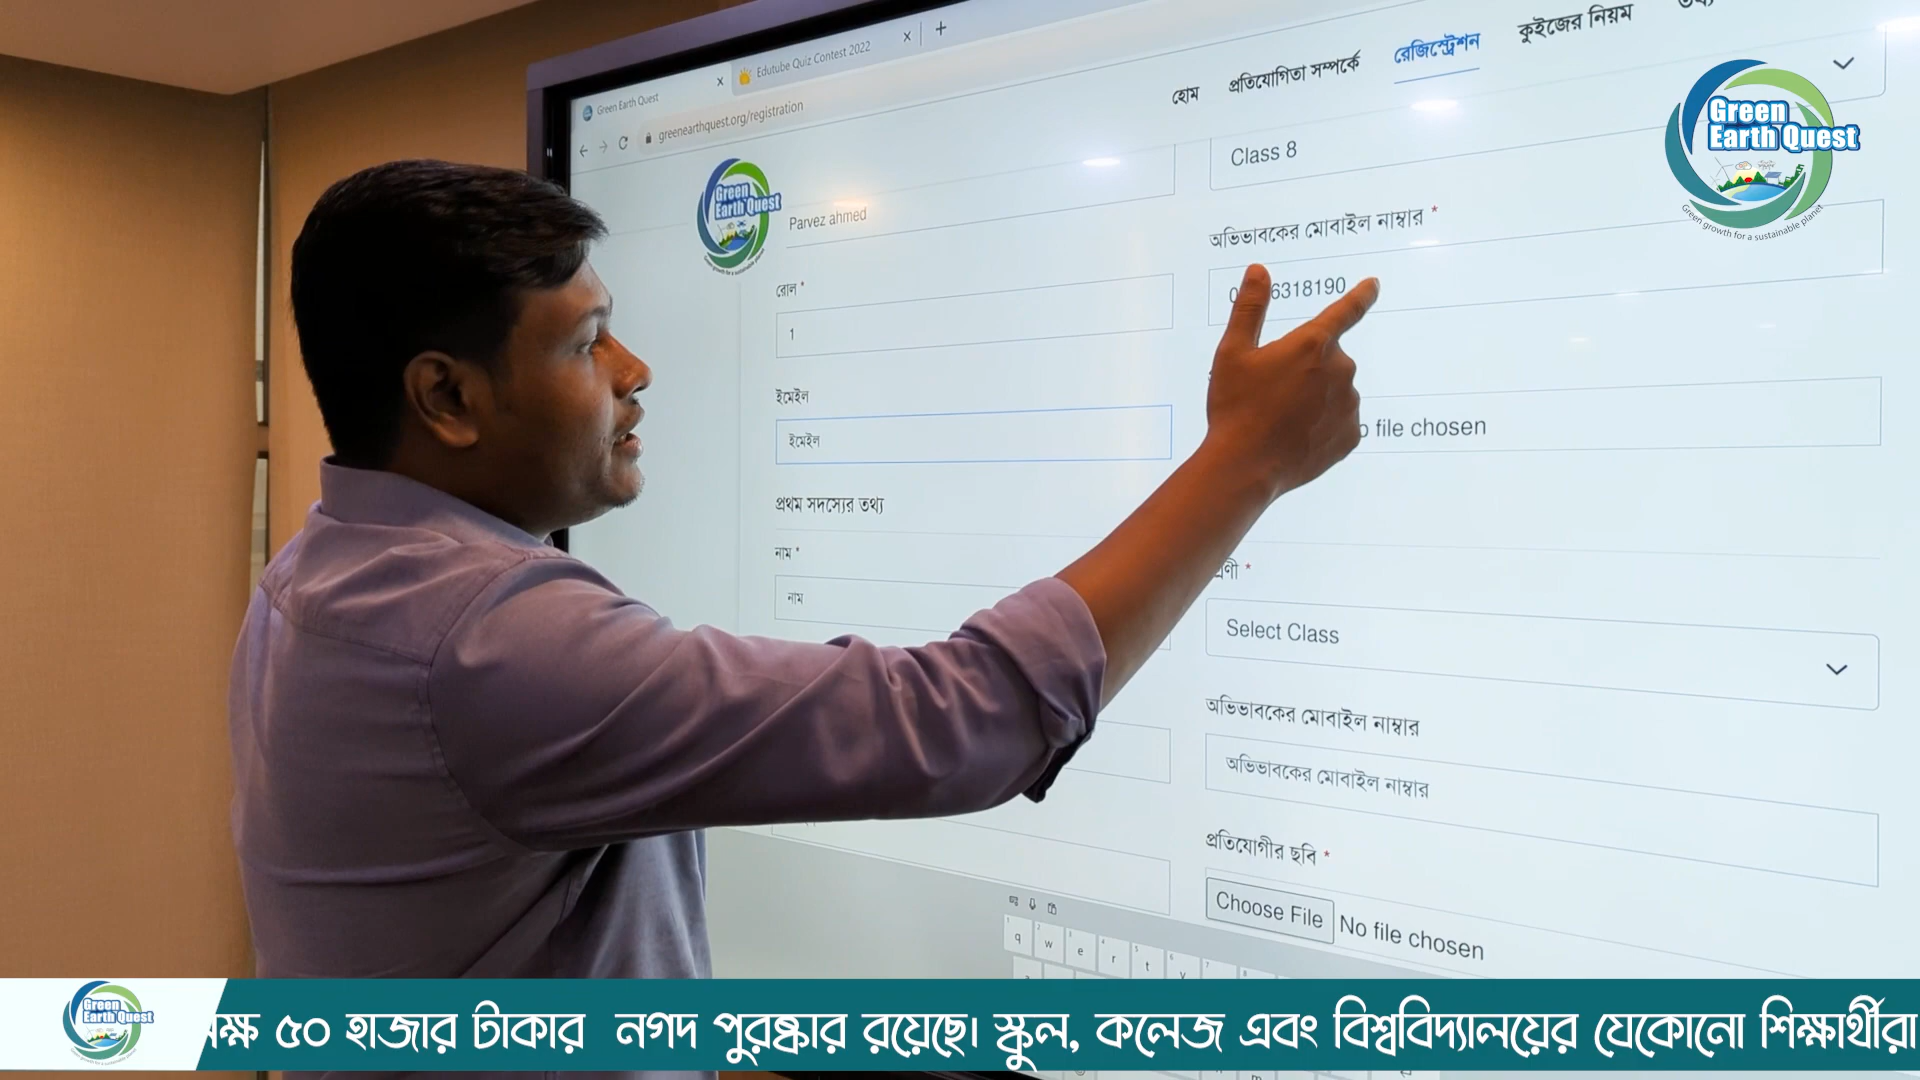 Green Earth Quest
Edutube Quiz Contest 2022
greenearthquest.org/registration
হোম
প্রতিযোগিতা সম্পর্কে
রেজিস্ট্রেশন
কুইজের নিয়ম
Green
Earth Quest
Green growth for a sustainable planet
Green
Earth Quest
Parvez ahmed
Class 8
অভিভাবকের মোবাইল নাম্বার *
6318190
রোল *
1
ইমেইল
ইমেইল
file chosen
প্রথম সদস্যের তথ্য
নাম *
নাম
Select Class
অভিভাবকের মোবাইল নাম্বার
অভিভাবকের মোবাইল নাম্বার
প্রতিযোগীর ছবি *
Choose File No file chosen
q w e r t
Green
Earth Quest
৫০ হাজার টাকার নগদ পুরষ্কার রয়েছে। স্কুল, কলেজ এবং বিশ্ববিদ্যালয়ের যেকোনো শিক্ষার্থীরা